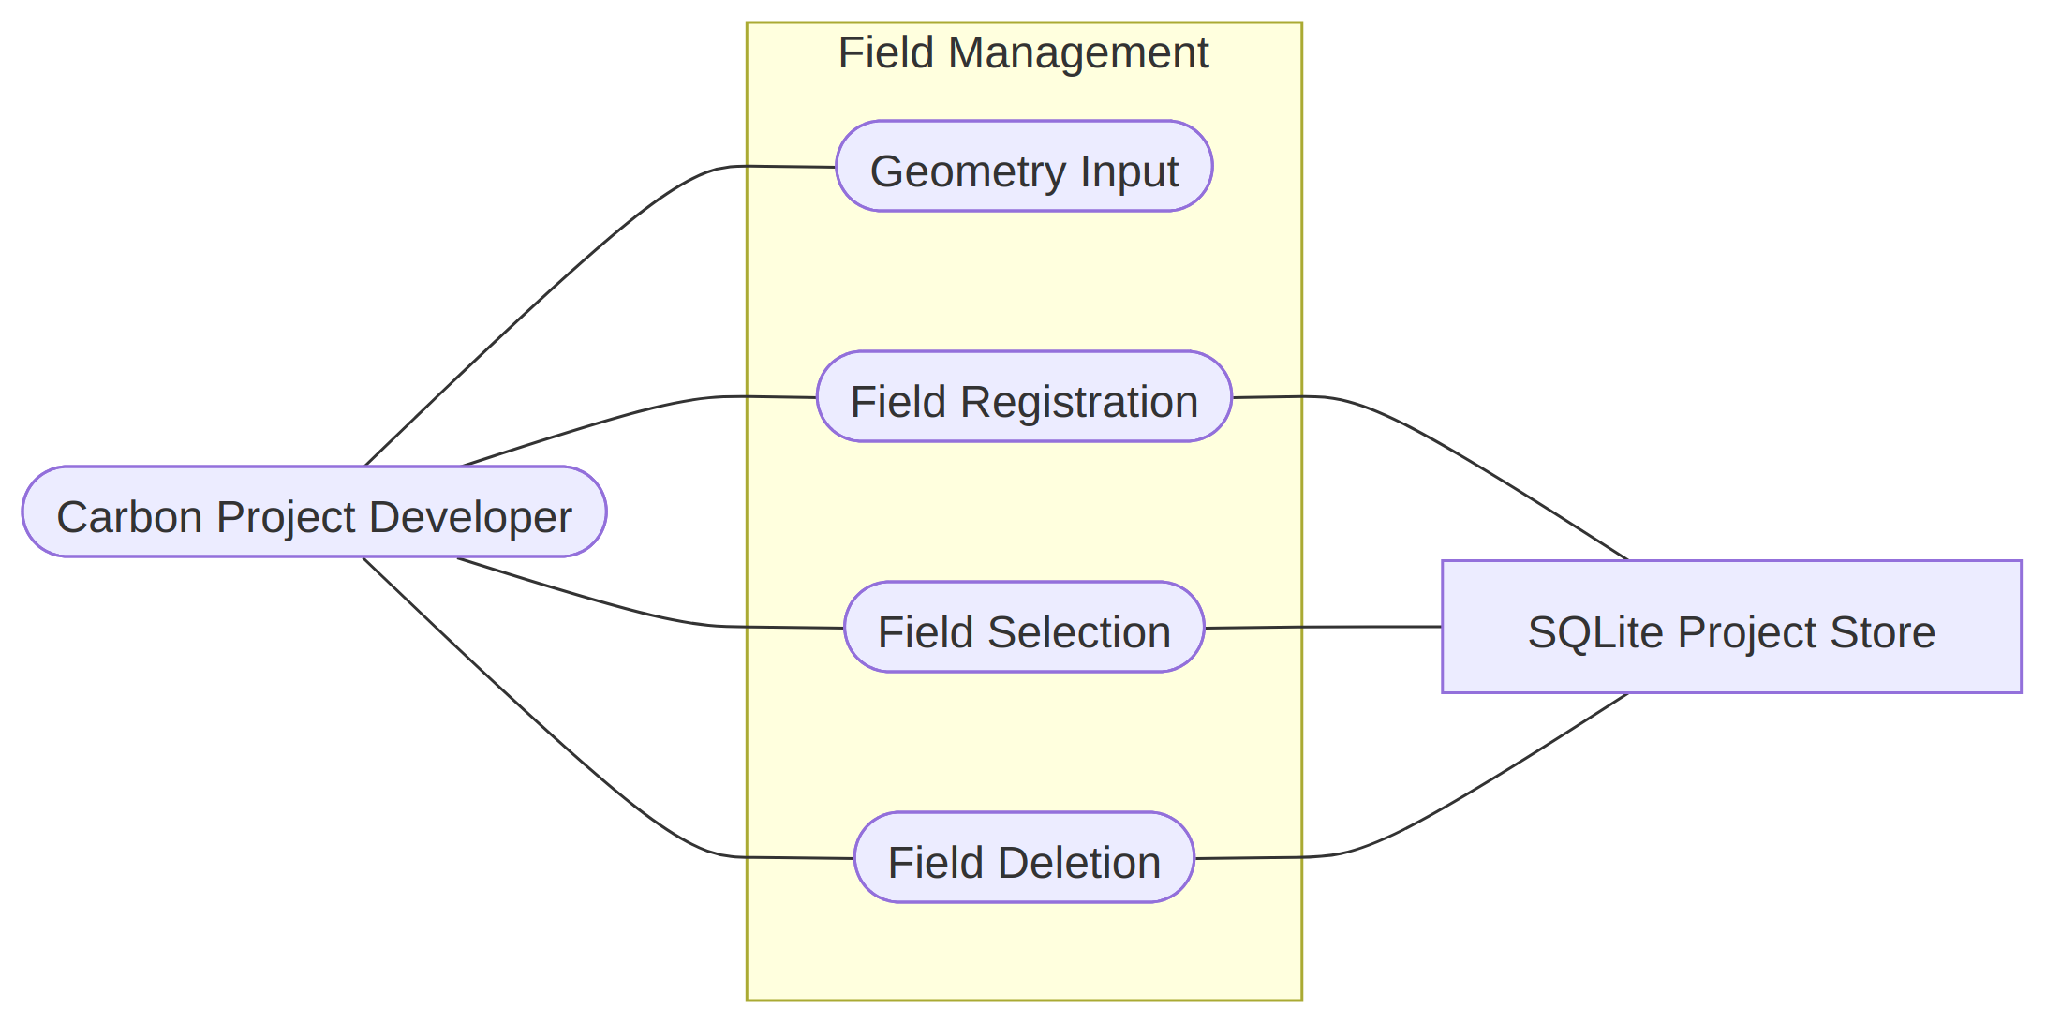 Field Management
Geometry Input
Field Registration
Carbon Project Developer
Field Selection
SQLite Project Store
Field Deletion